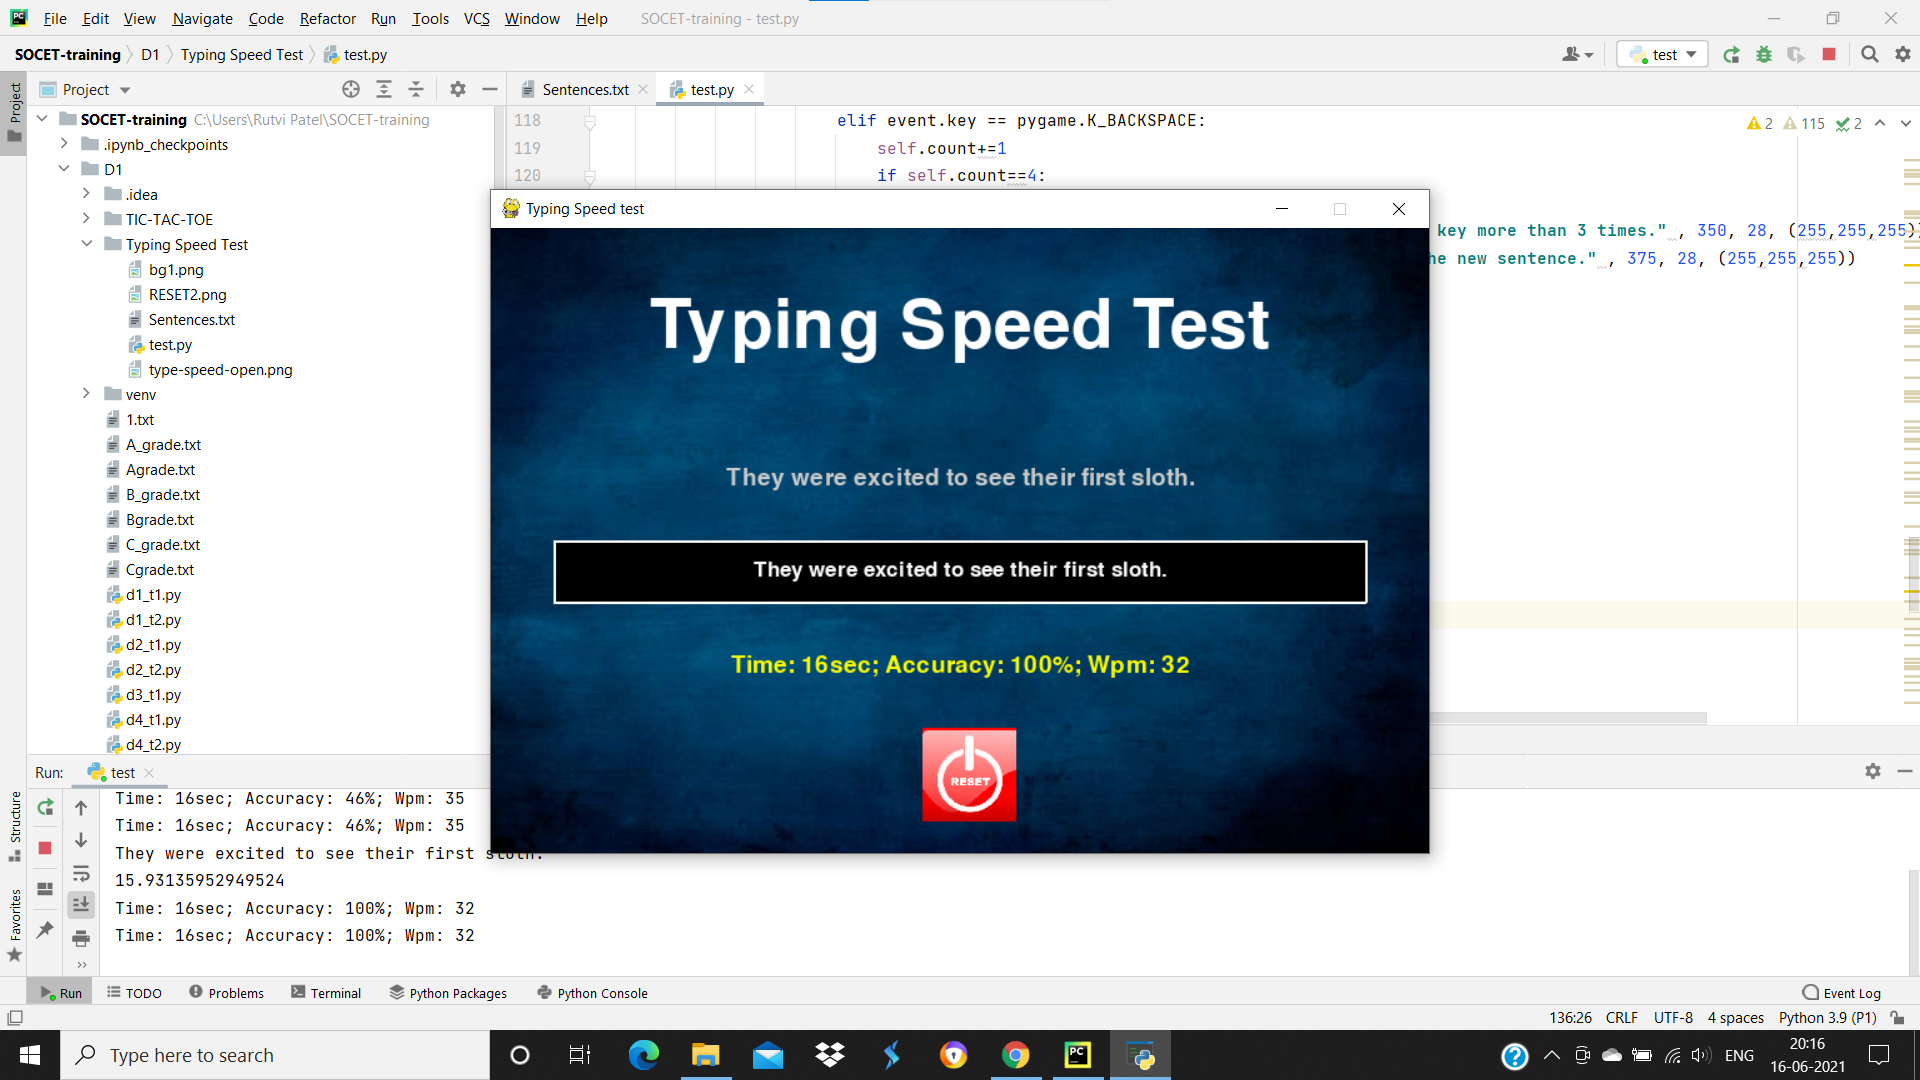 File Edit View Navigate Code Refactor Run Tools VCS Window Help SOCET-training - test.py
SOCET-training D1 Typing Speed Test test.py
test
Project
Project
Sentences.txt
test.py
SOCET-training C:\Users\Rutvi Patel\SOCET-training
.ipynb_checkpoints
D1
.idea
TIC-TAC-TOE
Typing Speed Test
bg1.png
RESET2.png
Sentences.txt
test.py
type-speed-open.png
venv
1.txt
A_grade.txt
Agrade.txt
B_grade.txt
Bgrade.txt
C_grade.txt
Cgrade.txt
d1_t1.py
d1_t2.py
d2_t1.py
d2_t2.py
d3_t1.py
d4_t1.py
d4_t2.py
118 elif event.key == pygame.K_BACKSPACE:
119 self.count+=1
120 if self.count==4:
2 115 2
key more than 3 times." , 350, 28, (255,255,255))
he new sentence." , 375, 28, (255,255,255))
Typing Speed test
Typing Speed Test
They were excited to see their first sloth.
They were excited to see their first sloth.
Time: 16sec; Accuracy: 100%; Wpm: 32
RESET
Run: test
Time: 16sec; Accuracy: 46%; Wpm: 35
Time: 16sec; Accuracy: 46%; Wpm: 35
They were excited to see their first sloth.
15.93135952949524
Time: 16sec; Accuracy: 100%; Wpm: 32
Time: 16sec; Accuracy: 100%; Wpm: 32
Structure
Favorites
Run TODO Problems Terminal Python Packages Python Console Event Log
136:26 CRLF UTF-8 4 spaces Python 3.9 (P1)
Type here to search
PC
ENG
20:16
16-06-2021